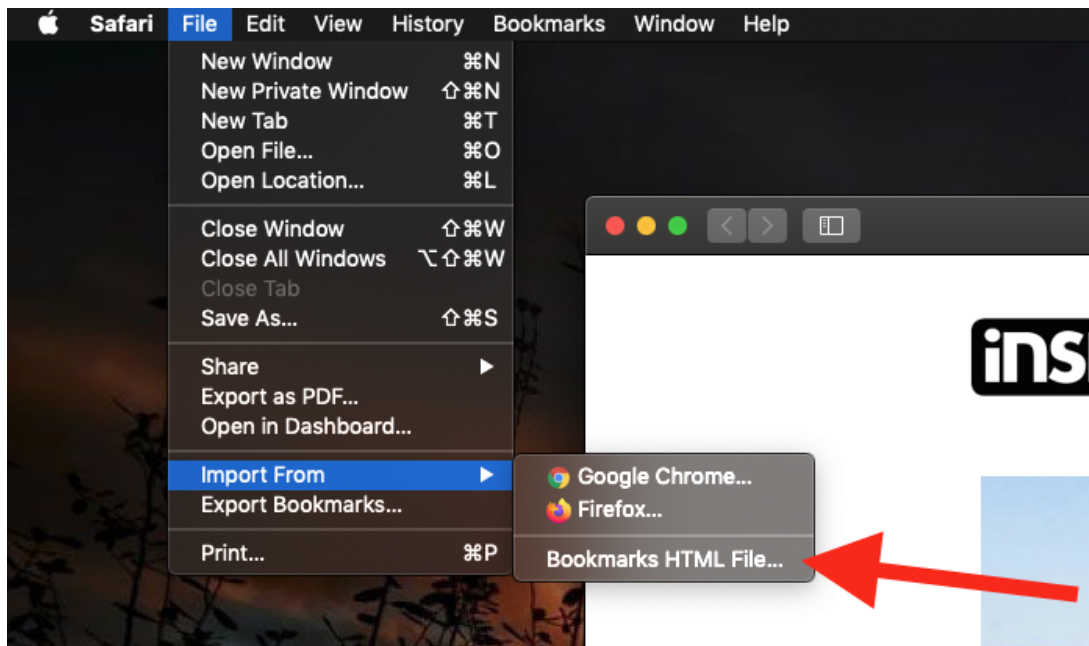 Safari File Edit View History Bookmarks Window Help
New Window ⌘N
New Private Window ⇧⌘N
New Tab ⌘T
Open File... ⌘O
Open Location... ⌘L
Close Window ⇧⌘W
Close All Windows ⌥⇧⌘W
Close Tab
Save As... ⇧⌘S
Share ▶
Export as PDF...
Open in Dashboard...
Import From ▶
Google Chrome...
Export Bookmarks...
Firefox...
Print... ⌘P
Bookmarks HTML File...
ins